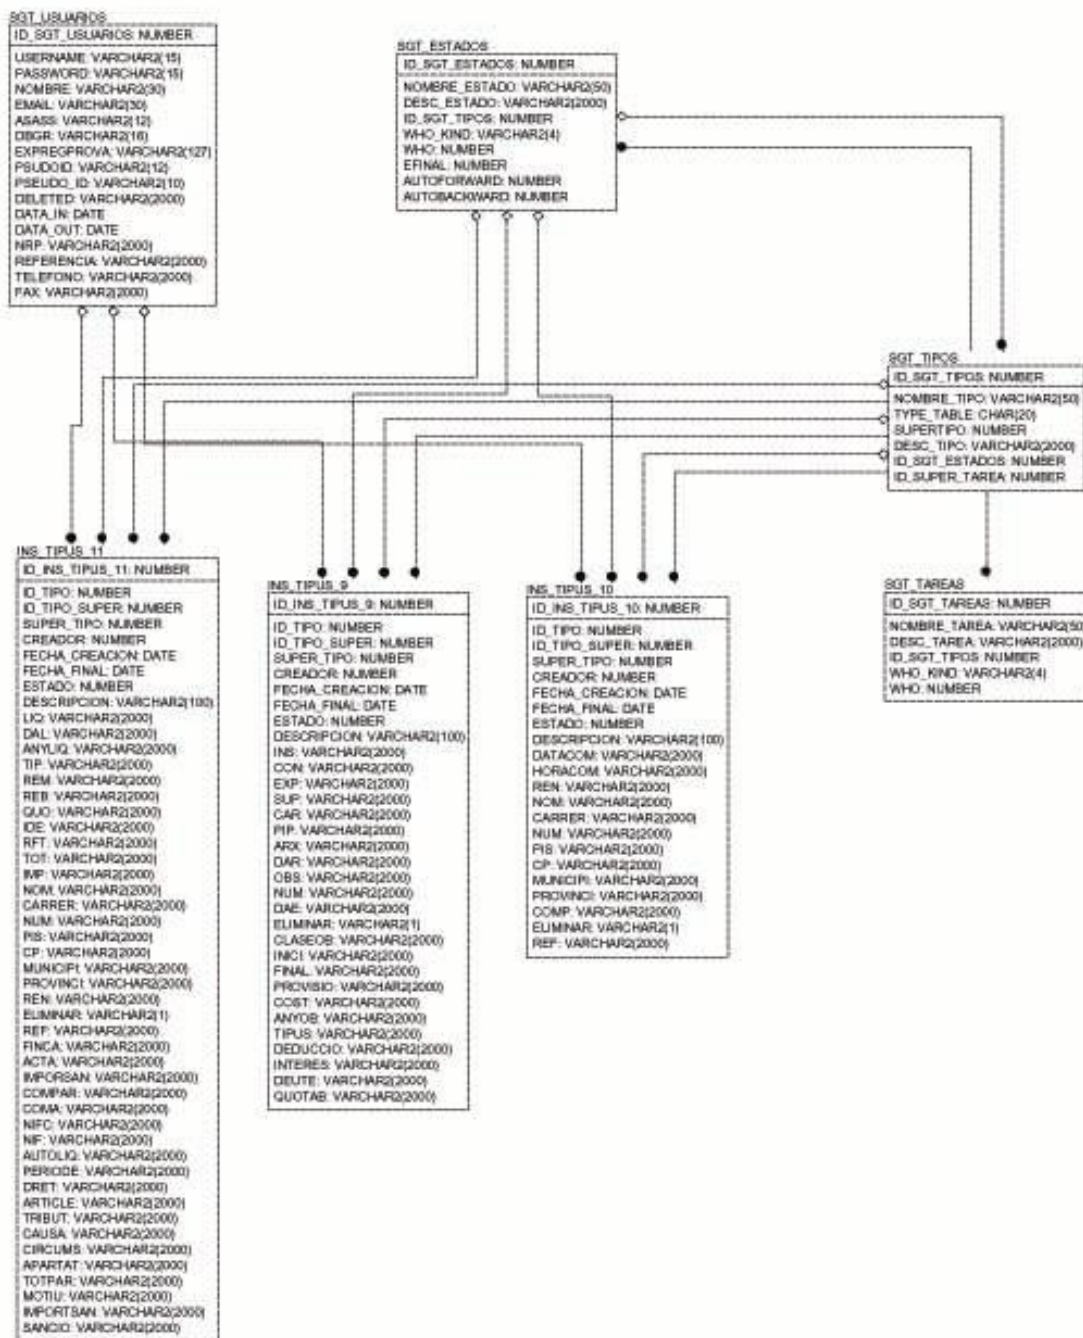 SGT_USUARIOS
ID_SGT_USUARIOS: NUMBER
USERNAME: VARCHAR2(15)
PASSWORD: VARCHAR2(15)
NOMBRE: VARCHAR2(30)
EMAIL: VARCHAR2(30)
ASASS: VARCHAR2(12)
DBGR: VARCHAR2(16)
EXPREGPROVA: VARCHAR2(127)
PSUDOID: VARCHAR2(12)
PSEUDO_ID: VARCHAR2(10)
DELETED: VARCHAR2(2000)
DATA_IN: DATE
DATA_OUT: DATE
NRP: VARCHAR2(2000)
REFERENCIA: VARCHAR2(2000)
TELEFONO: VARCHAR2(2000)
FAX: VARCHAR2(2000)
SGT_ESTADOS
ID_SGT_ESTADOS: NUMBER
NOMBRE_ESTADO: VARCHAR2(50)
DESC_ESTADO: VARCHAR2(2000)
ID_SGT_TIPOS: NUMBER
WHO_KIND: VARCHAR2(4)
WHO: NUMBER
EFINAL: NUMBER
AUTOFORWARD: NUMBER
AUTOBACKWARD: NUMBER
SGT_TIPOS
ID_SGT_TIPOS: NUMBER
NOMBRE_TIPO: VARCHAR2(50)
TYPE_TABLE: CHAR(20)
SUPERTIPO: NUMBER
DESC_TIPO: VARCHAR2(2000)
ID_SGT_ESTADOS: NUMBER
ID_SUPER_TAREA: NUMBER
INS_TIPUS_11
ID_INS_TIPUS_11: NUMBER
ID_TIPO: NUMBER
ID_TIPO_SUPER: NUMBER
SUPER_TIPO: NUMBER
CREADOR: NUMBER
FECHA_CREACION: DATE
FECHA_FINAL: DATE
ESTADO: NUMBER
DESCRIPCION: VARCHAR2(100)
LIQ: VARCHAR2(2000)
DAL: VARCHAR2(2000)
ANYLIQ: VARCHAR2(2000)
TIP: VARCHAR2(2000)
REM: VARCHAR2(2000)
REB: VARCHAR2(2000)
QUO: VARCHAR2(2000)
IDE: VARCHAR2(2000)
RFT: VARCHAR2(2000)
TOT: VARCHAR2(2000)
IMP: VARCHAR2(2000)
NOM: VARCHAR2(2000)
CARRER: VARCHAR2(2000)
NUM: VARCHAR2(2000)
PIS: VARCHAR2(2000)
CP: VARCHAR2(2000)
MUNICIPI: VARCHAR2(2000)
PROVINCI: VARCHAR2(2000)
REN: VARCHAR2(2000)
ELIMINAR: VARCHAR2(1)
REF: VARCHAR2(2000)
FINCA: VARCHAR2(2000)
ACTA: VARCHAR2(2000)
IMPORSAN: VARCHAR2(2000)
COMPAR: VARCHAR2(2000)
COMA: VARCHAR2(2000)
NIFC: VARCHAR2(2000)
NIF: VARCHAR2(2000)
AUTOLIQ: VARCHAR2(2000)
PERIODE: VARCHAR2(2000)
DRET: VARCHAR2(2000)
ARTICLE: VARCHAR2(2000)
TRIBUT: VARCHAR2(2000)
CAUSA: VARCHAR2(2000)
CIRCUMS: VARCHAR2(2000)
APARTAT: VARCHAR2(2000)
TOTPAR: VARCHAR2(2000)
MOTIU: VARCHAR2(2000)
IMPORTSAN: VARCHAR2(2000)
SANCIO: VARCHAR2(2000)
INS_TIPUS_9
ID_INS_TIPUS_9: NUMBER
ID_TIPO: NUMBER
ID_TIPO_SUPER: NUMBER
SUPER_TIPO: NUMBER
CREADOR: NUMBER
FECHA_CREACION: DATE
FECHA_FINAL: DATE
ESTADO: NUMBER
DESCRIPCION: VARCHAR2(100)
INS: VARCHAR2(2000)
CON: VARCHAR2(2000)
EXP: VARCHAR2(2000)
SUP: VARCHAR2(2000)
CAR: VARCHAR2(2000)
PIP: VARCHAR2(2000)
ARX: VARCHAR2(2000)
DAR: VARCHAR2(2000)
OBS: VARCHAR2(2000)
NUM: VARCHAR2(2000)
DAE: VARCHAR2(2000)
ELIMINAR: VARCHAR2(1)
CLASEOB: VARCHAR2(2000)
INICI: VARCHAR2(2000)
FINAL: VARCHAR2(2000)
PROVISIO: VARCHAR2(2000)
COST: VARCHAR2(2000)
ANYOB: VARCHAR2(2000)
TIPUS: VARCHAR2(2000)
DEDUCCIO: VARCHAR2(2000)
INTERES: VARCHAR2(2000)
DEUTE: VARCHAR2(2000)
QUOTAB: VARCHAR2(2000)
INS_TIPUS_10
ID_INS_TIPUS_10: NUMBER
ID_TIPO: NUMBER
ID_TIPO_SUPER: NUMBER
SUPER_TIPO: NUMBER
CREADOR: NUMBER
FECHA_CREACION: DATE
FECHA_FINAL: DATE
ESTADO: NUMBER
DESCRIPCION: VARCHAR2(100)
DATACOM: VARCHAR2(2000)
HORACOM: VARCHAR2(2000)
REN: VARCHAR2(2000)
NOM: VARCHAR2(2000)
CARRER: VARCHAR2(2000)
NUM: VARCHAR2(2000)
PIS: VARCHAR2(2000)
CP: VARCHAR2(2000)
MUNICIPI: VARCHAR2(2000)
PROVINCI: VARCHAR2(2000)
COMP: VARCHAR2(2000)
ELIMINAR: VARCHAR2(1)
REF: VARCHAR2(2000)
SGT_TAREAS
ID_SGT_TAREAS: NUMBER
NOMBRE_TAREA: VARCHAR2(50
DESC_TAREA: VARCHAR2(2000)
ID_SGT_TIPOS: NUMBER
WHO_KIND: VARCHAR2(4)
WHO: NUMBER